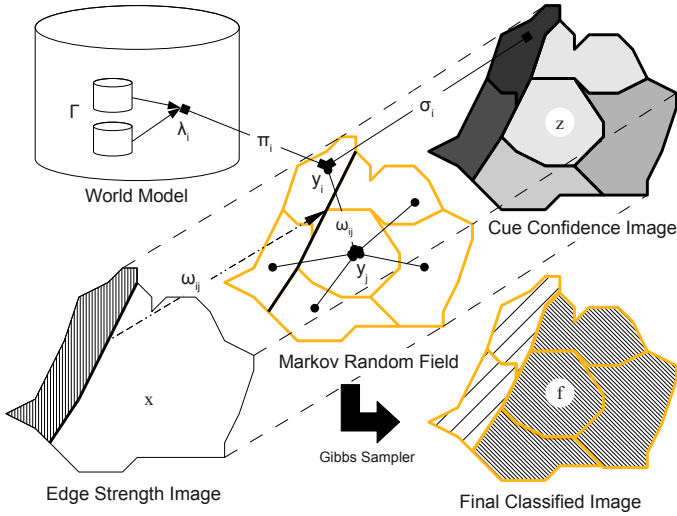 Γ
λi
World Model
πi
σi
z
Cue Confidence Image
yi
ωij
yj
Markov Random Field
ωij
x
Edge Strength Image
Gibbs Sampler
f
Final Classified Image